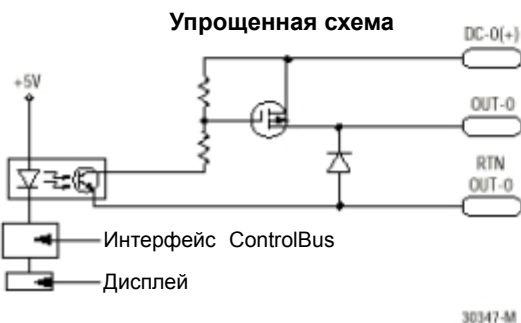 Упрощенная схема
DC-0(+)
+5V
OUT-0
RTN
OUT-0
Интерфейс ControlBus
Дисплей
30347-M